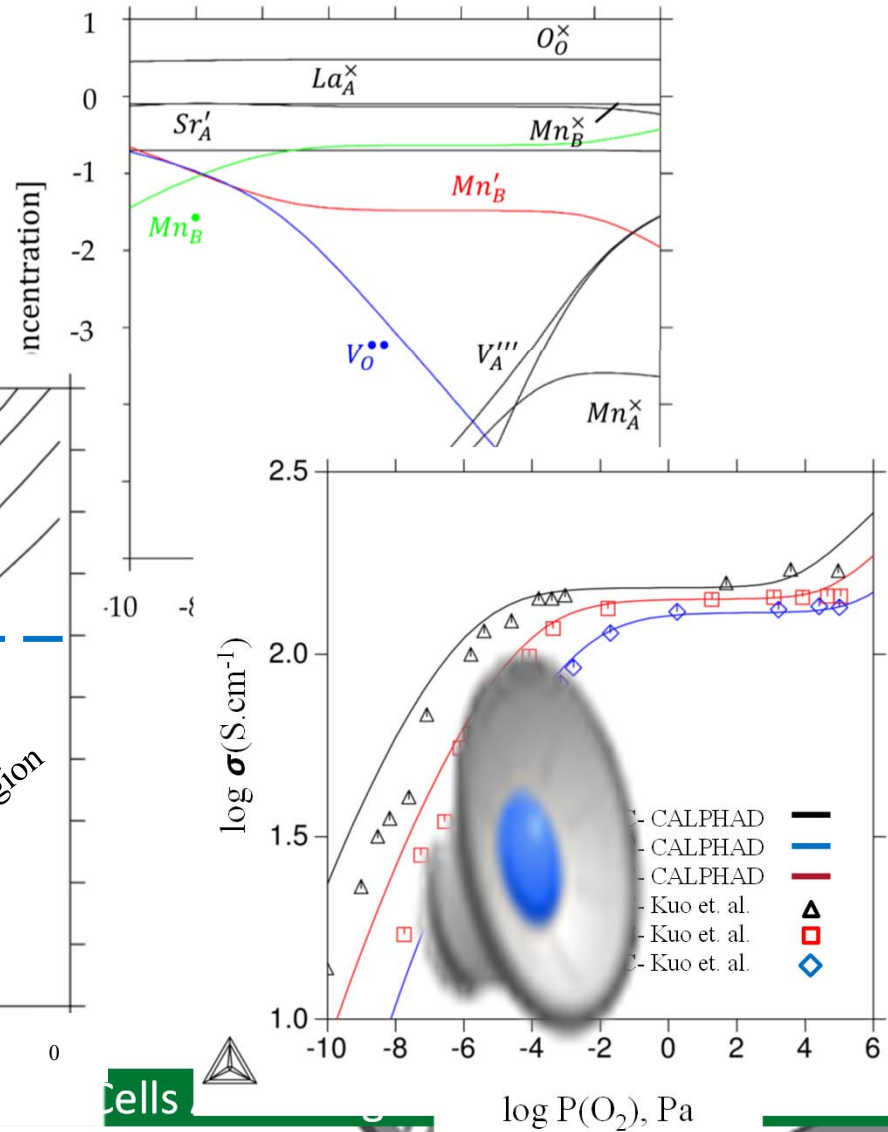 1
0
-1
-2
-3
-10
O_O^×
La_A^×
Sr_A′
Mn_B^×
Mn_B′
Mn_B^•
V_O^••
V_A′′′
Mn_A^×
0
2.5
2.0
1.5
1.0
log σ(S.cm⁻¹)
- CALPHAD
- CALPHAD
- CALPHAD
- Kuo et. al.
- Kuo et. al.
- Kuo et. al.
-10 -8 -6 -4 -2 0 2 4 6
log P(O₂), Pa
Cells